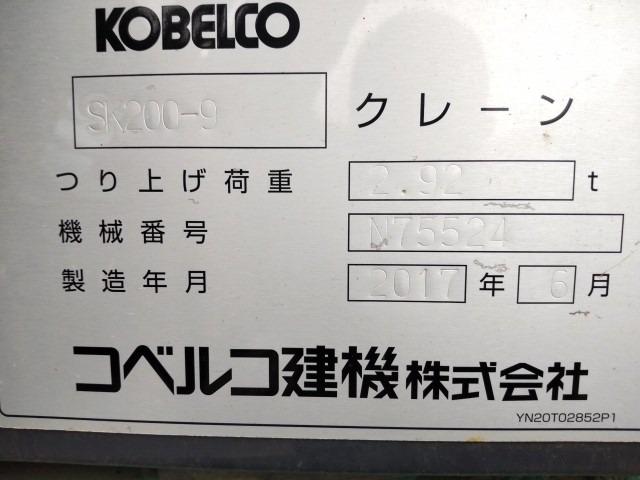 KOBELCO
SK200-9 クレーン
つり上げ荷重 2.92 t
機械番号 N75524
製造年月 2017 年 6 月
コベルコ建機株式会社
YN20T02852P1